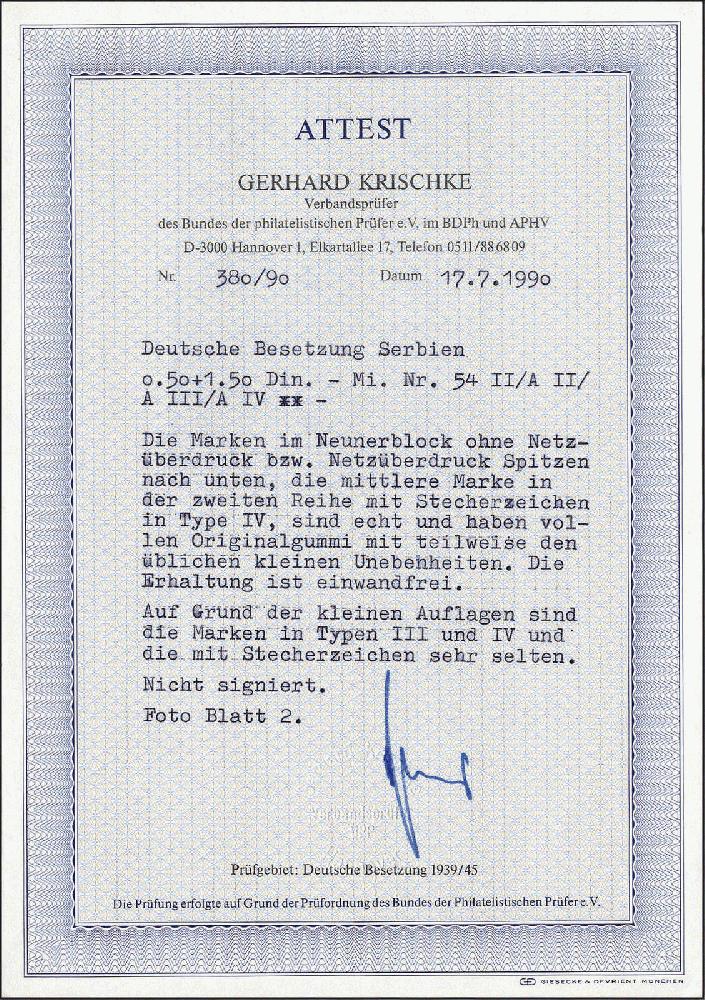 ATTEST
GERHARD KRISCHKE
Verbandsprüfer
des Bundes der philatelistischen Prüfer e.V. im BDPh und APHV
D-3000 Hannover 1, Elkartallee 17, Telefon 0511/886809
Nr. 380/90 Datum 17.7.1990
Deutsche Besetzung Serbien
0.50+1.50 Din. - Mi. Nr. 54 II/A II/
A III/A IV ** -
Die Marken im Neunerblock ohne Netz-
überdruck bzw. Netzüberdruck Spitzen
nach unten, die mittlere Marke in
der zweiten Reihe mit Stecherzeichen
in Type IV, sind echt und haben vol-
len Originalgummi mit teilweise den
üblichen kleinen Unebenheiten. Die
Erhaltung ist einwandfrei.
Auf Grund der kleinen Auflagen sind
die Marken in Typen III und IV und
die mit Stecherzeichen sehr selten.
Nicht signiert.
Foto Blatt 2.
Verbandsprüfer
Prüfgebiet: Deutsche Besetzung 1939/45
Die Prüfung erfolgte auf Grund der Prüfordnung des Bundes der Philatelistischen Prüfer e.V.
GIESECKE & DEVRIENT MÜNCHEN